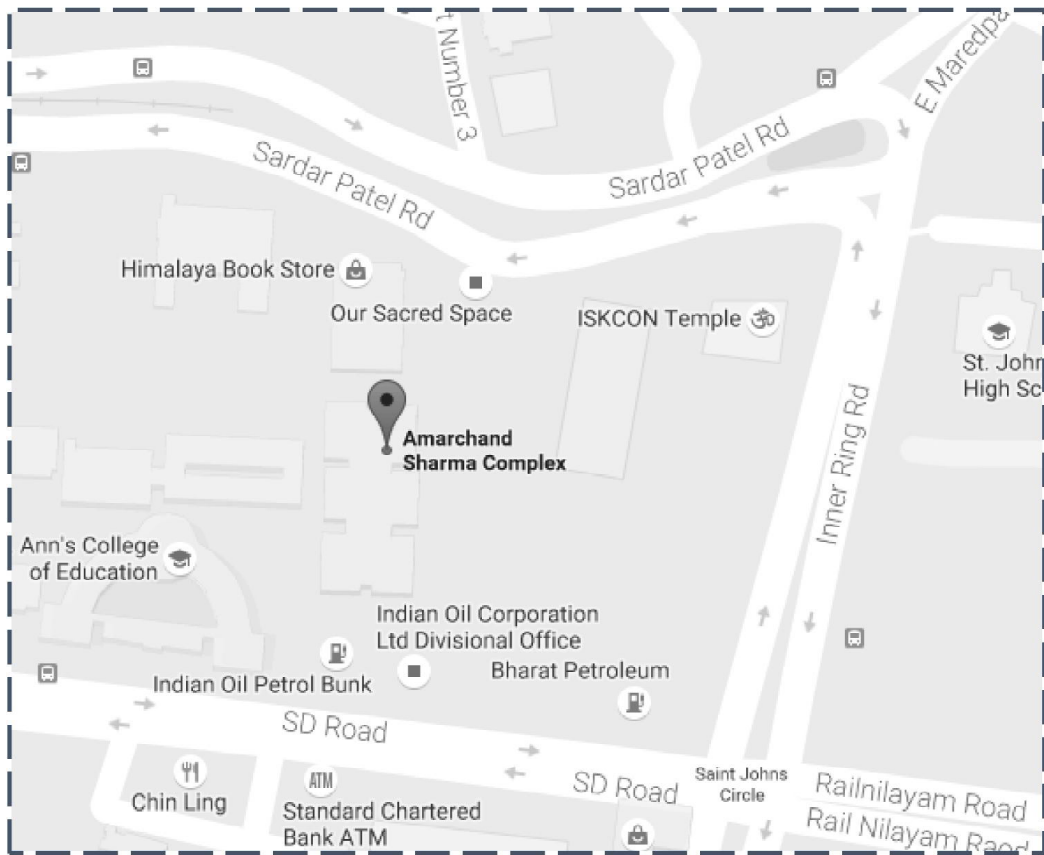 t Number 3
E Maredpa
Sardar Patel Rd
Sardar Patel Rd
Himalaya Book Store
Our Sacred Space
ISKCON Temple
St. John
High Sc
Amarchand
Sharma Complex
Inner Ring Rd
Ann's College
of Education
Indian Oil Corporation
Ltd Divisional Office
Indian Oil Petrol Bunk
Bharat Petroleum
SD Road
SD Road
Saint Johns
Circle
Railnilayam Road
Rail Nilayam Raod
Chin Ling
ATM
Standard Chartered
Bank ATM